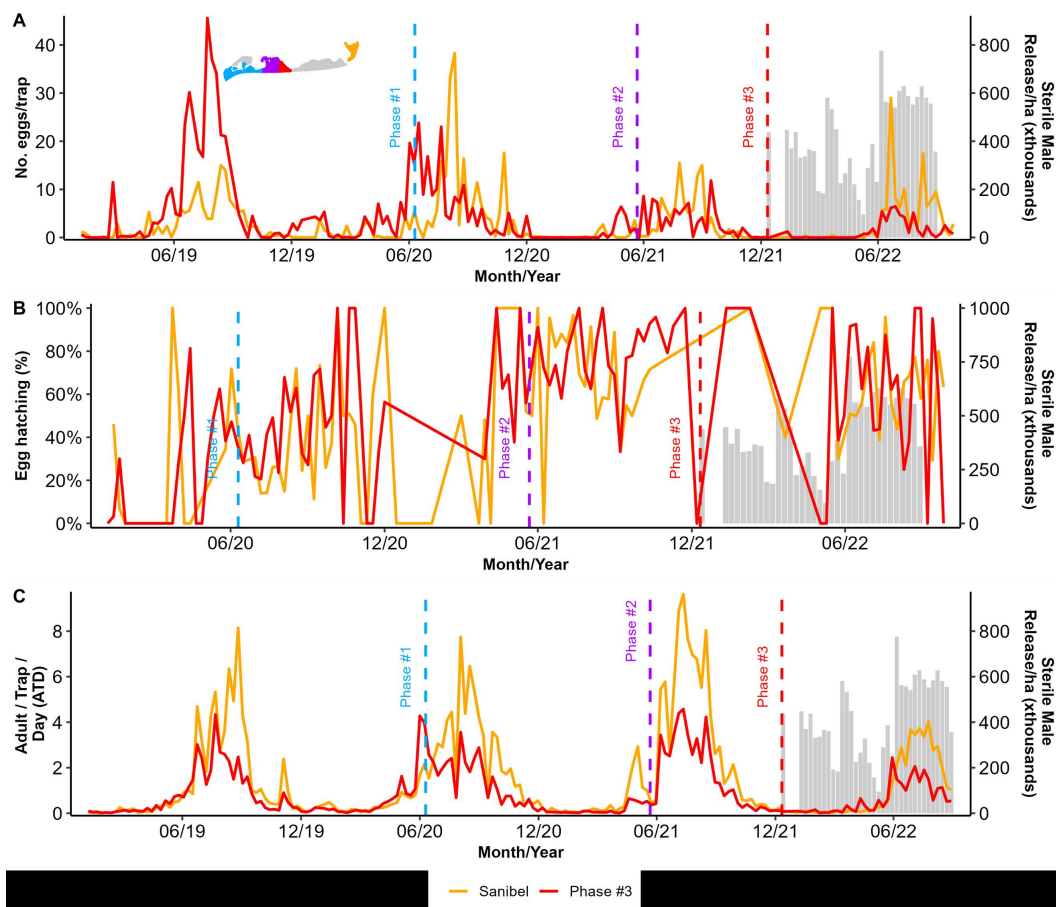 A
No. eggs/trap
40
30
20
10
0
Phase #1
Phase #2
Phase #3
800
600
400
200
0
Sterile Male
Release/ha (xthousands)
06/19
12/19
06/20
12/20
06/21
12/21
06/22
Month/Year
B
Egg hatching (%)
100%
80%
60%
40%
20%
0%
Phase #1
Phase #2
Phase #3
1000
750
500
250
0
Sterile Male
Release/ha (xthousands)
06/20
12/20
06/21
12/21
06/22
Month/Year
C
Adult / Trap /
Day (ATD)
8
6
4
2
0
Phase #1
Phase #2
Phase #3
800
600
400
200
0
Sterile Male
Release/ha (xthousands)
06/19
12/19
06/20
12/20
06/21
12/21
06/22
Month/Year
Sanibel
Phase #3